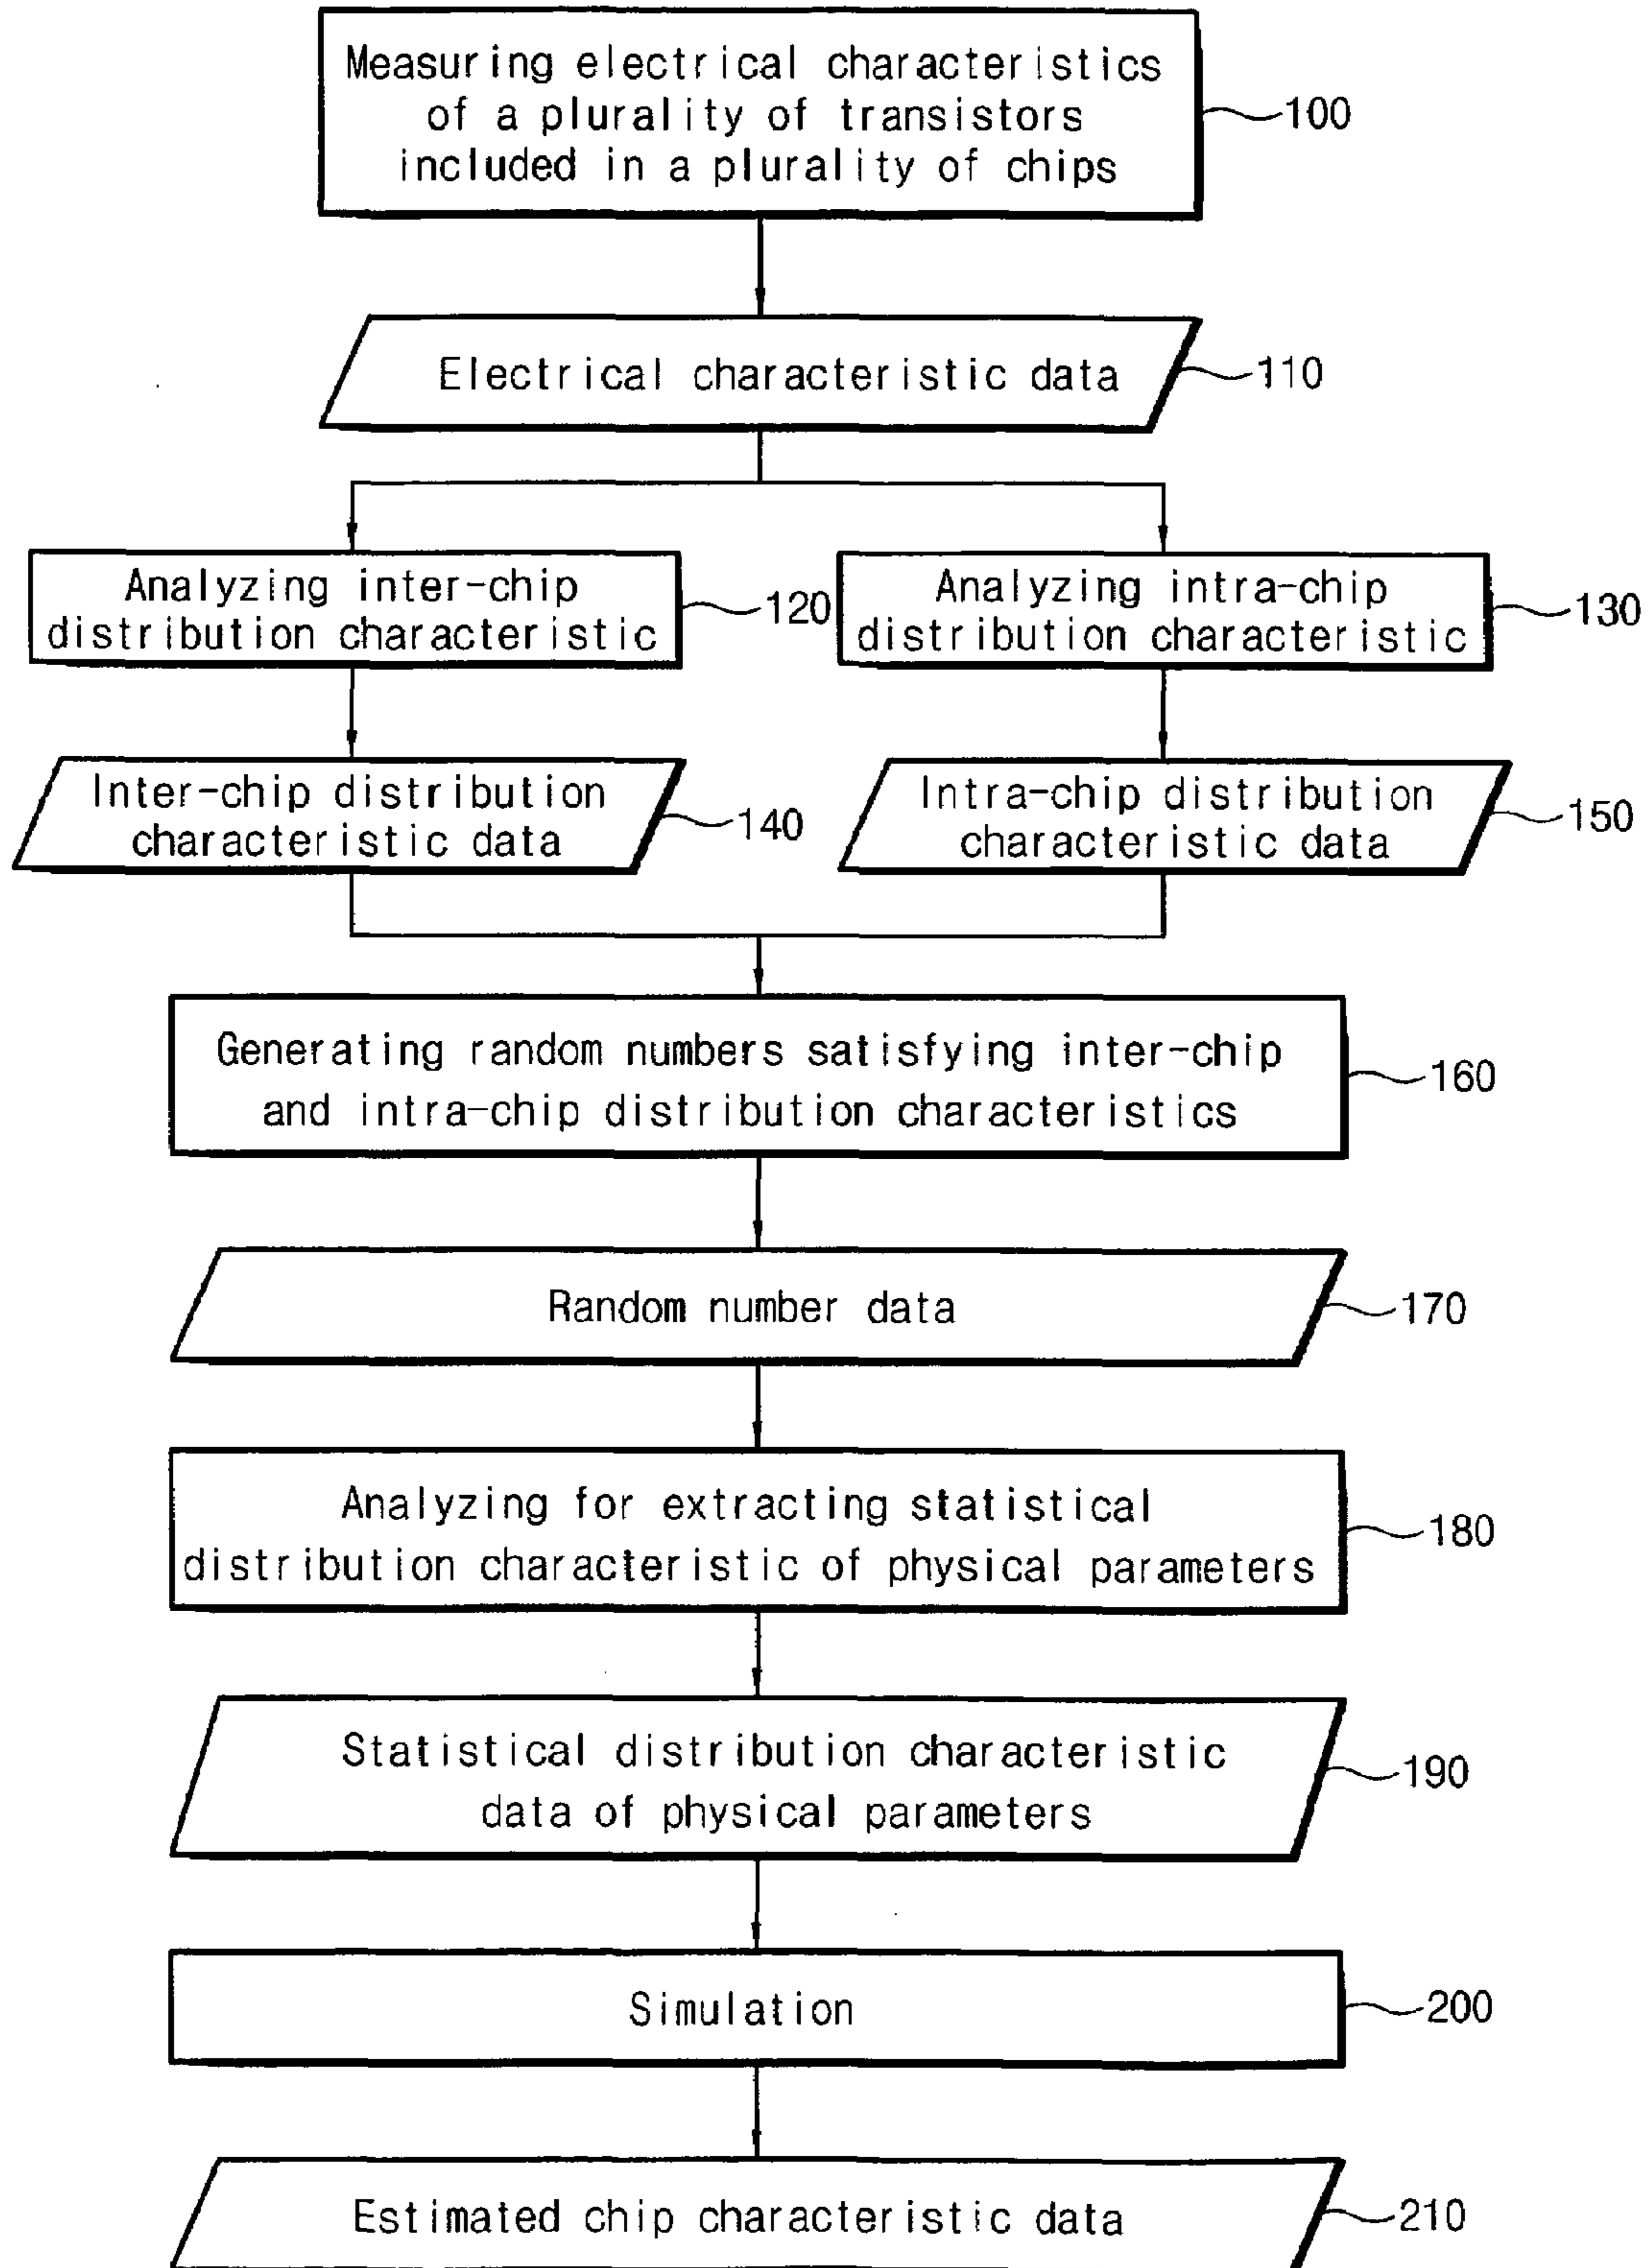 Measuring electrical characteristics
of a plurality of transistors
included in a plurality of chips
100
Electrical characteristic data
110
Analyzing inter-chip
distribution characteristic
120
Analyzing intra-chip
distribution characteristic
130
Inter-chip distribution
characteristic data
140
Intra-chip distribution
characteristic data
150
Generating random numbers satisfying inter-chip
and intra-chip distribution characteristics
160
Random number data
170
Analyzing for extracting statistical
distribution characteristic of physical parameters
180
Statistical distribution characteristic
data of physical parameters
190
Simulation
200
Estimated chip characteristic data
210